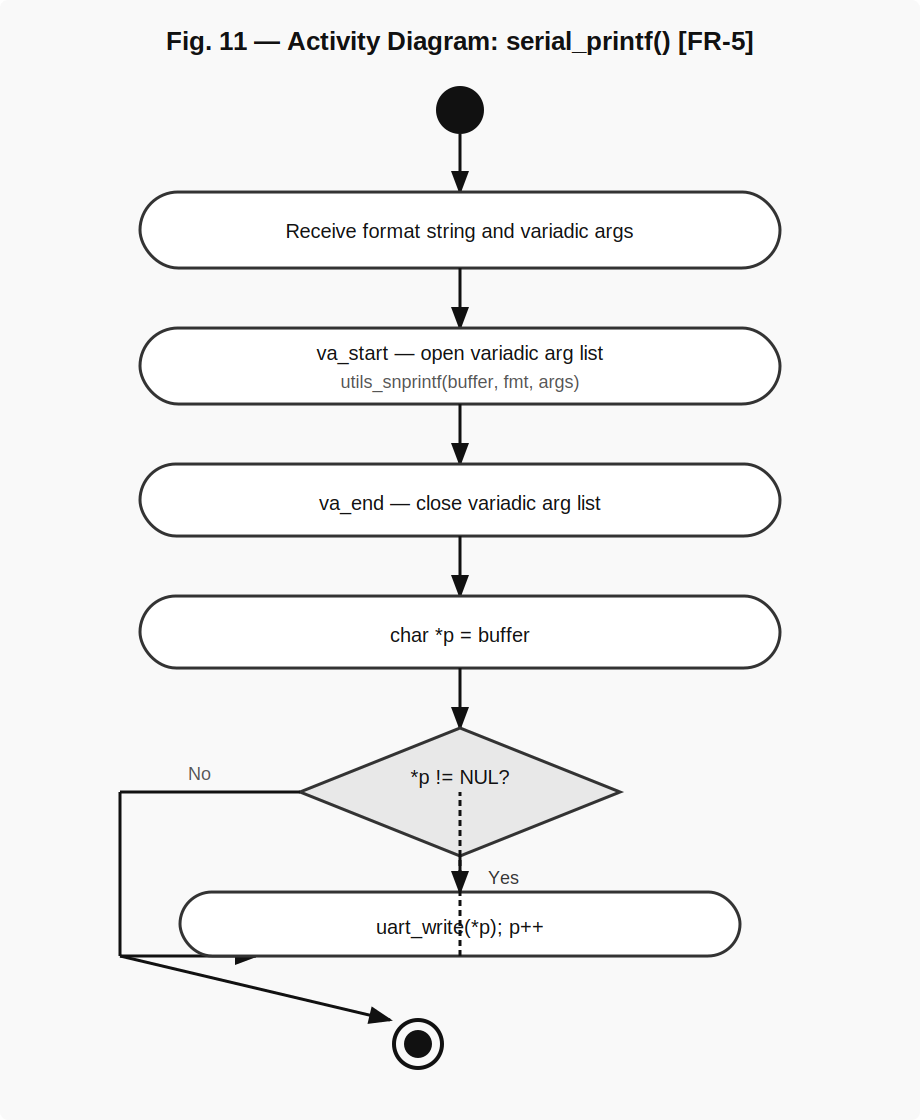 Fig. 11 — Activity Diagram: serial_printf() [FR-5]
Receive format string and variadic args
va_start — open variadic arg list
utils_snprintf(buffer, fmt, args)
va_end — close variadic arg list
char *p = buffer
*p != NUL?
No
Yes
uart_write(*p); p++